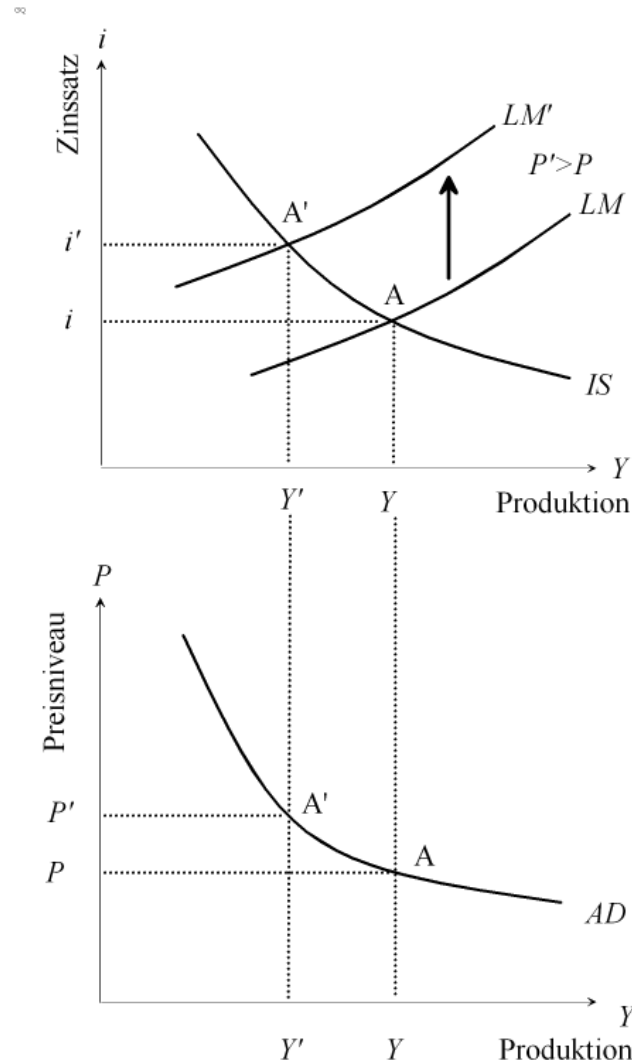 i
Zinssatz
LM'
P'>P
LM
A'
i'
A
i
IS
Y
Y'
Y
Produktion
P
Preisniveau
A'
P'
A
P
AD
Y
Y'
Y
Produktion